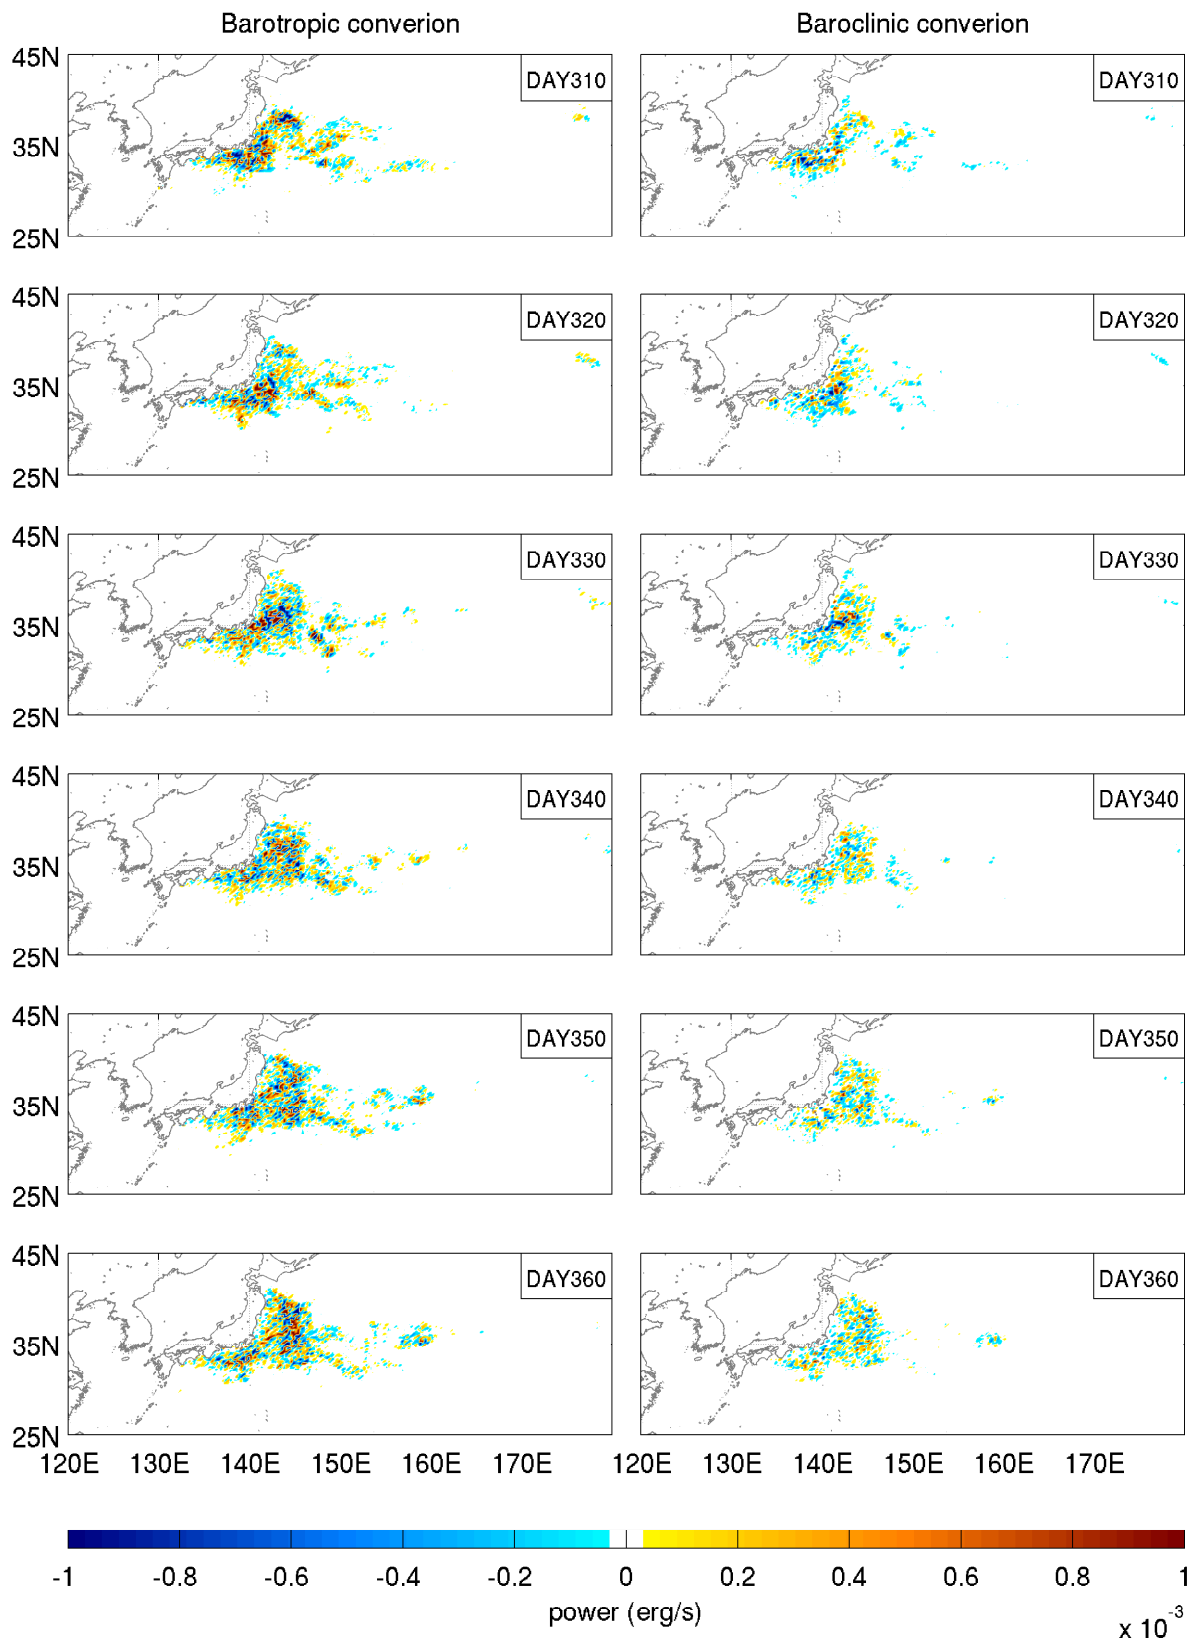 Barotropic converion Baroclinic converion
45N DAY310 DAY310
35N
25N
45N DAY320 DAY320
35N
25N
45N DAY330 DAY330
35N
25N
45N DAY340 DAY340
35N
25N
45N DAY350 DAY350
35N
25N
45N DAY360 DAY360
35N
25N
120E 130E 140E 150E 160E 170E 120E 130E 140E 150E 160E 170E
-1 -0.8 -0.6 -0.4 -0.2 0 0.2 0.4 0.6 0.8 1
power (erg/s)
x 10^-3